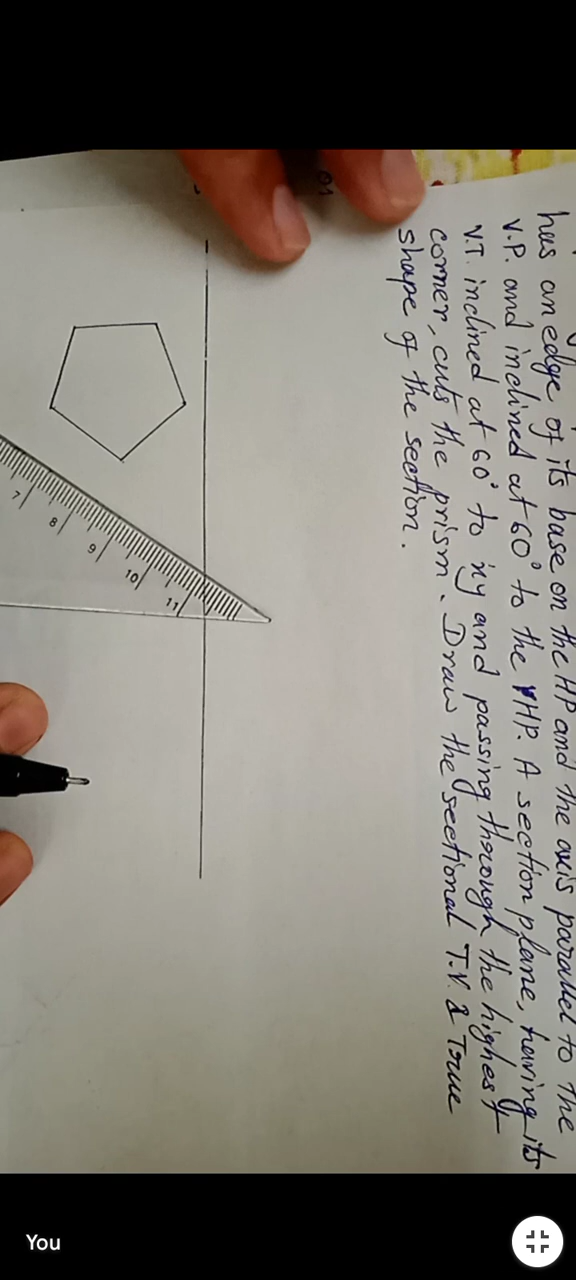 has an edge of its base on the HP and the axis parallel to the
V.P. and inclined at 60° to the HP. A section plane, having its
V.T. inclined at 60° to xy and passing through the highest
corner, cuts the prism. Draw the sectional T.V. & True
shape of the section.
01
7
8
9
10
11
You